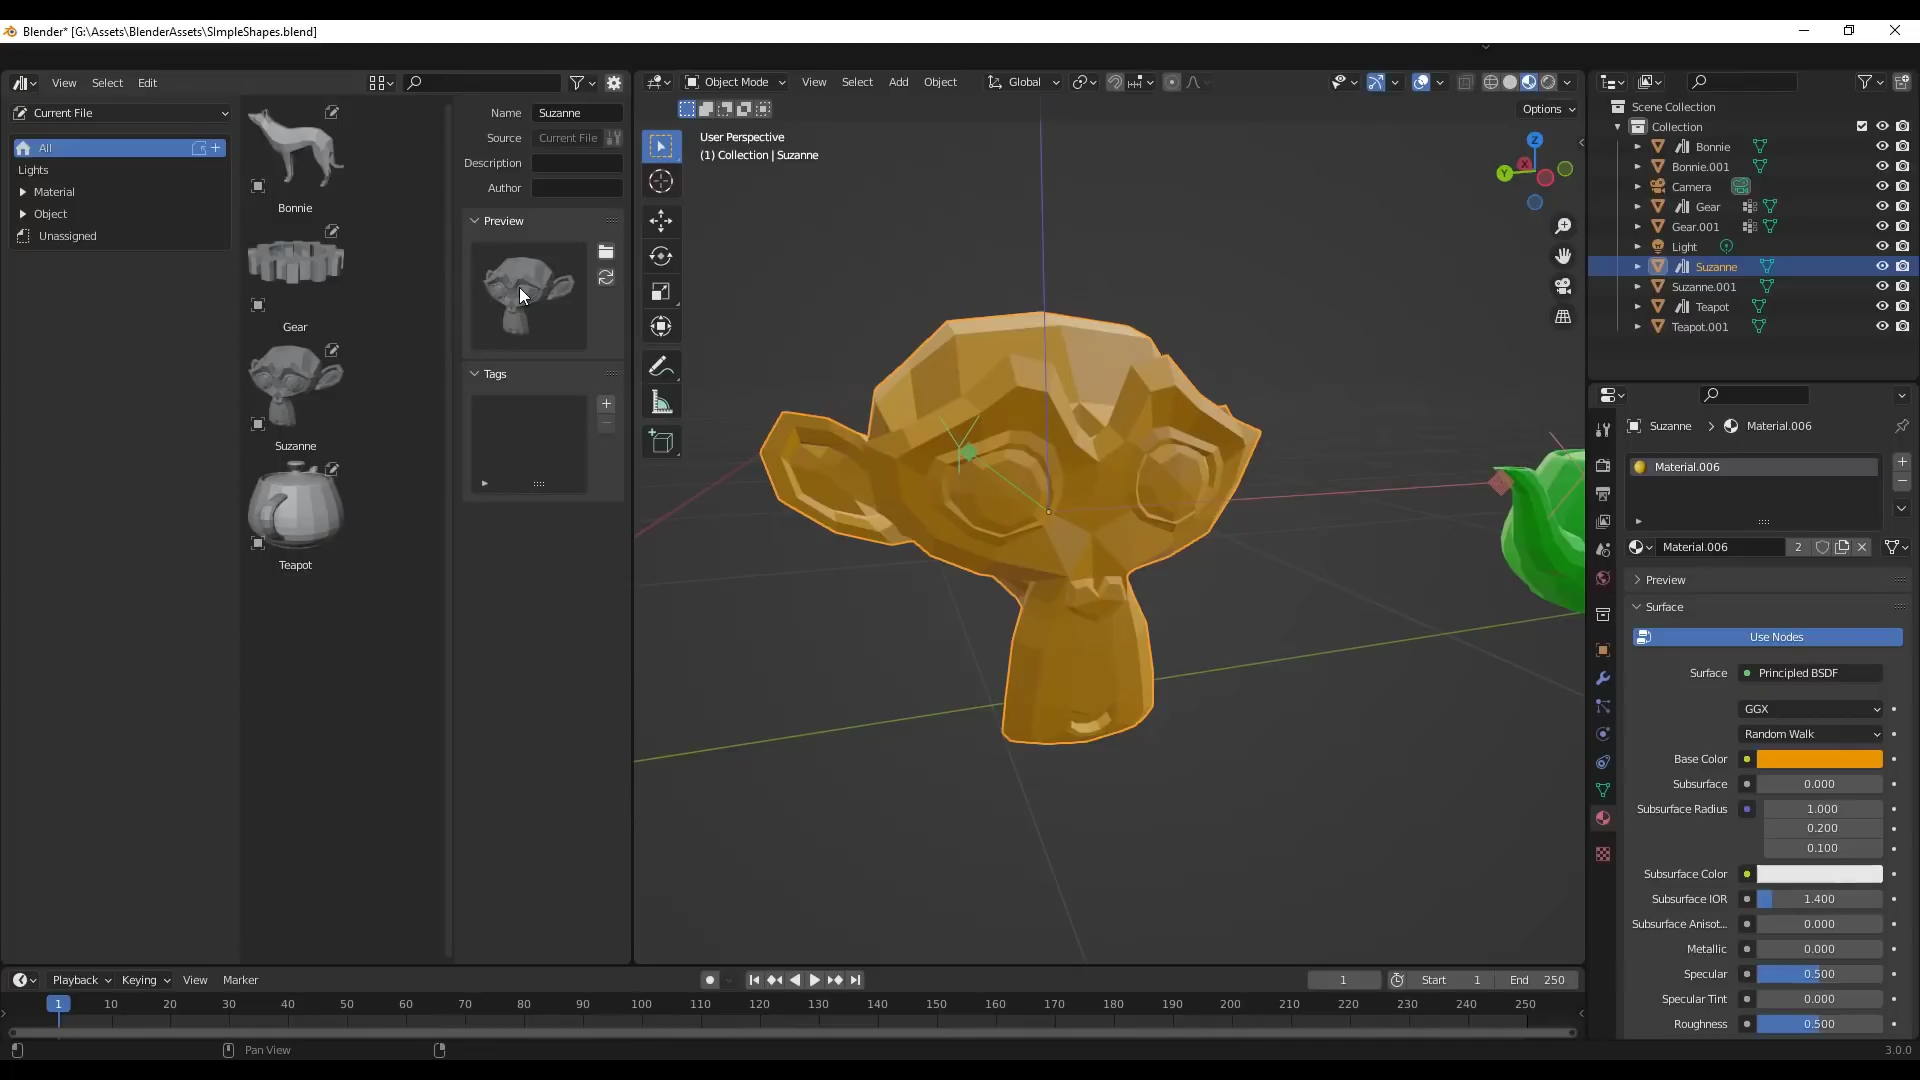 Blender* [G:\Assets\BlenderAssets\SImpleShapes.blend]
View Select Edit
Current File
All
Lights
Material
Object
Unassigned
Bonnie
Gear
Suzanne
Teapot
Name Suzanne
Source Current File
Description
Author
Preview
Tags
Object Mode View Select Add Object Global
Options
User Perspective
(1) Collection | Suzanne
Z
X
Y
Scene Collection
Collection
Bonnie
Bonnie.001
Camera
Gear
Gear.001
Light
Suzanne
Suzanne.001
Teapot
Teapot.001
Suzanne > Material.006
Material.006
Material.006 2
Preview
Surface
Use Nodes
Surface Principled BSDF
GGX
Random Walk
Base Color
Subsurface 0.000
Subsurface Radius 1.000
0.200
0.100
Subsurface Color
Subsurface IOR 1.400
Subsurface Anisot... 0.000
Metallic 0.000
Specular 0.500
Specular Tint 0.000
Roughness 0.500
Playback Keying View Marker
1 Start 1 End 250
1 10 20 30 40 50 60 70 80 90 100 110 120 130 140 150 160 170 180 190 200 210 220 230 240 250
Pan View
3.0.0